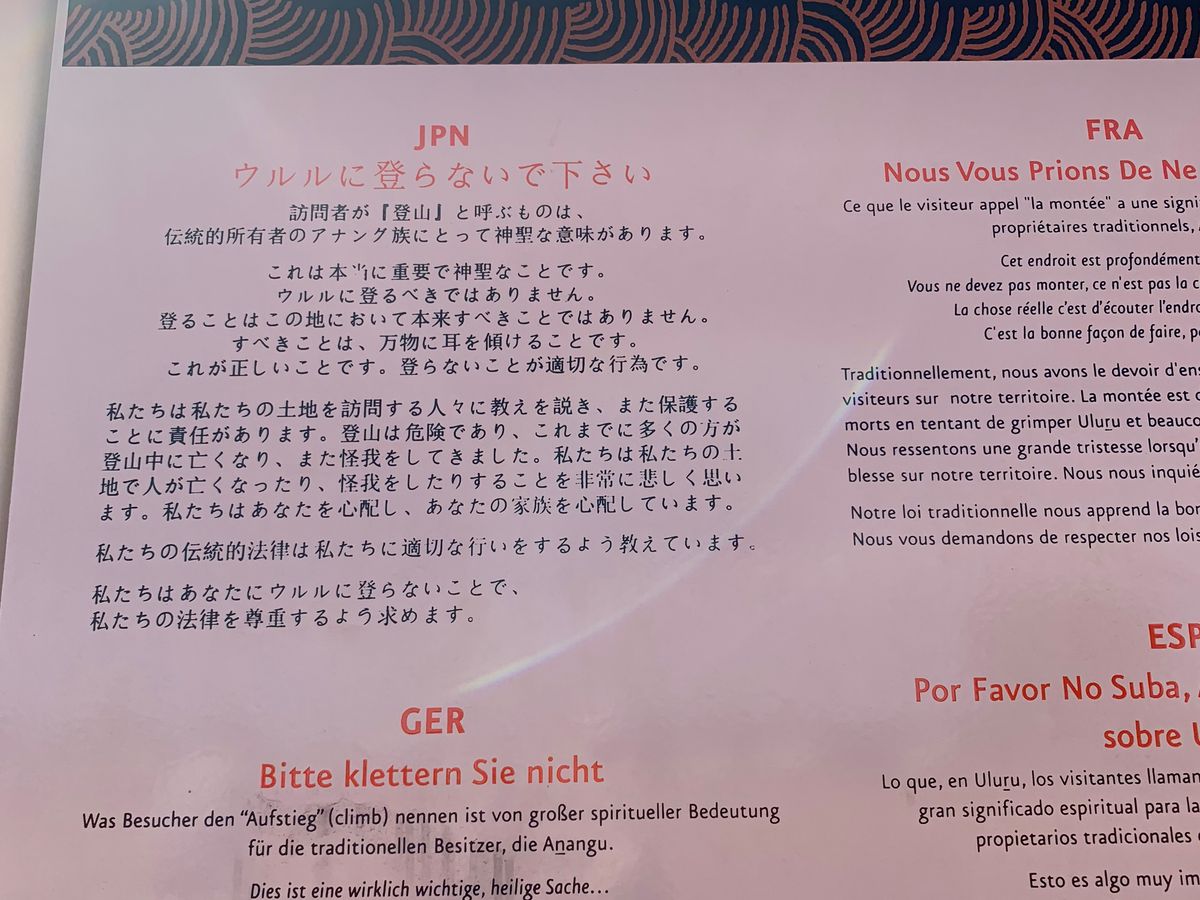 JPN
ウルルに登らないで下さい
訪問者が『登山』と呼ぶものは、
伝統的所有者のアナング族にとって神聖な意味があります。
これは本当に重要で神聖なことです。
ウルルに登るべきではありません。
登ることはこの地において本来すべきことではありません。
すべきことは、万物に耳を傾けることです。
これが正しいことです。登らないことが適切な行為です。
私たちは私たちの土地を訪問する人々に教えを説き、また保護する
ことに責任があります。登山は危険であり、これまでに多くの方が
登山中に亡くなり、また怪我をしてきました。私たちは私たちの土
地で人が亡くなったり、怪我をしたりすることを非常に悲しく思い
ます。私たちはあなたを心配し、あなたの家族を心配しています。
私たちの伝統的法律は私たちに適切な行いをするよう教えています。
私たちはあなたにウルルに登らないことで、
私たちの法律を尊重するよう求めます。
GER
Bitte klettern Sie nicht
Was Besucher den “Aufstieg” (climb) nennen ist von großer spiritueller Bedeutung
für die traditionellen Besitzer, die Aṉangu.
Dies ist eine wirklich wichtige, heilige Sache...
FRA
Nous Vous Prions De Ne
Ce que le visiteur appel "la montée" a une signi
propriétaires traditionnels,
Cet endroit est profondément
Vous ne devez pas monter, ce n'est pas la c
La chose réelle c’est d’écouter l’endro
C'est la bonne façon de faire, p
Traditionnellement, nous avons le devoir d'ens
visiteurs sur notre territoire. La montée est
morts en tentant de grimper Uluṟu et beauco
Nous ressentons une grande tristesse lorsqu'
blesse sur notre territoire. Nous nous inquié
Notre loi traditionnelle nous apprend la bon
Nous vous demandons de respecter nos lois
ESP
Por Favor No Suba,
sobre
Lo que, en Uluṟu, los visitantes llaman
gran significado espiritual para la
propietarios tradicionales
Esto es algo muy im